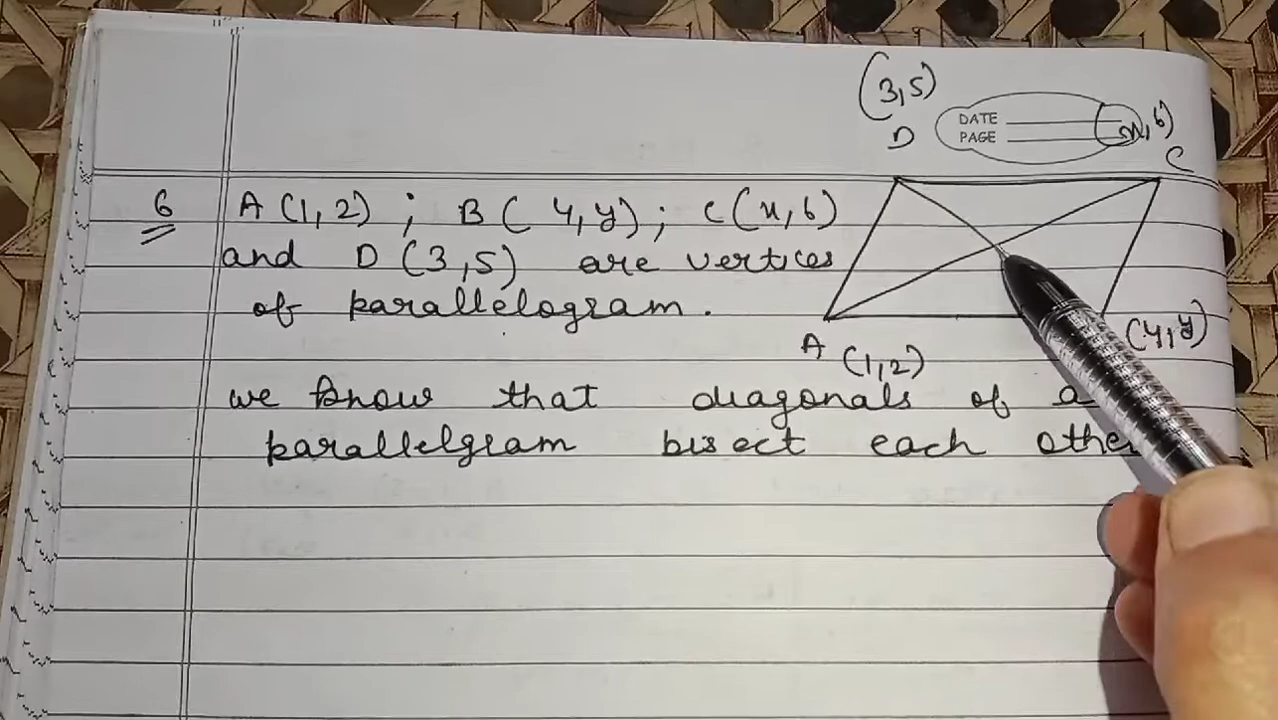 (3,5)
DATE
PAGE
(x,6)
D
C
6 A (1,2) ; B ( 4,y) ; C (x,6)
and D (3,5) are vertices
of parallelogram.
(4,y)
A (1,2)
we know that diagonals of a
parallelgram bisect each other